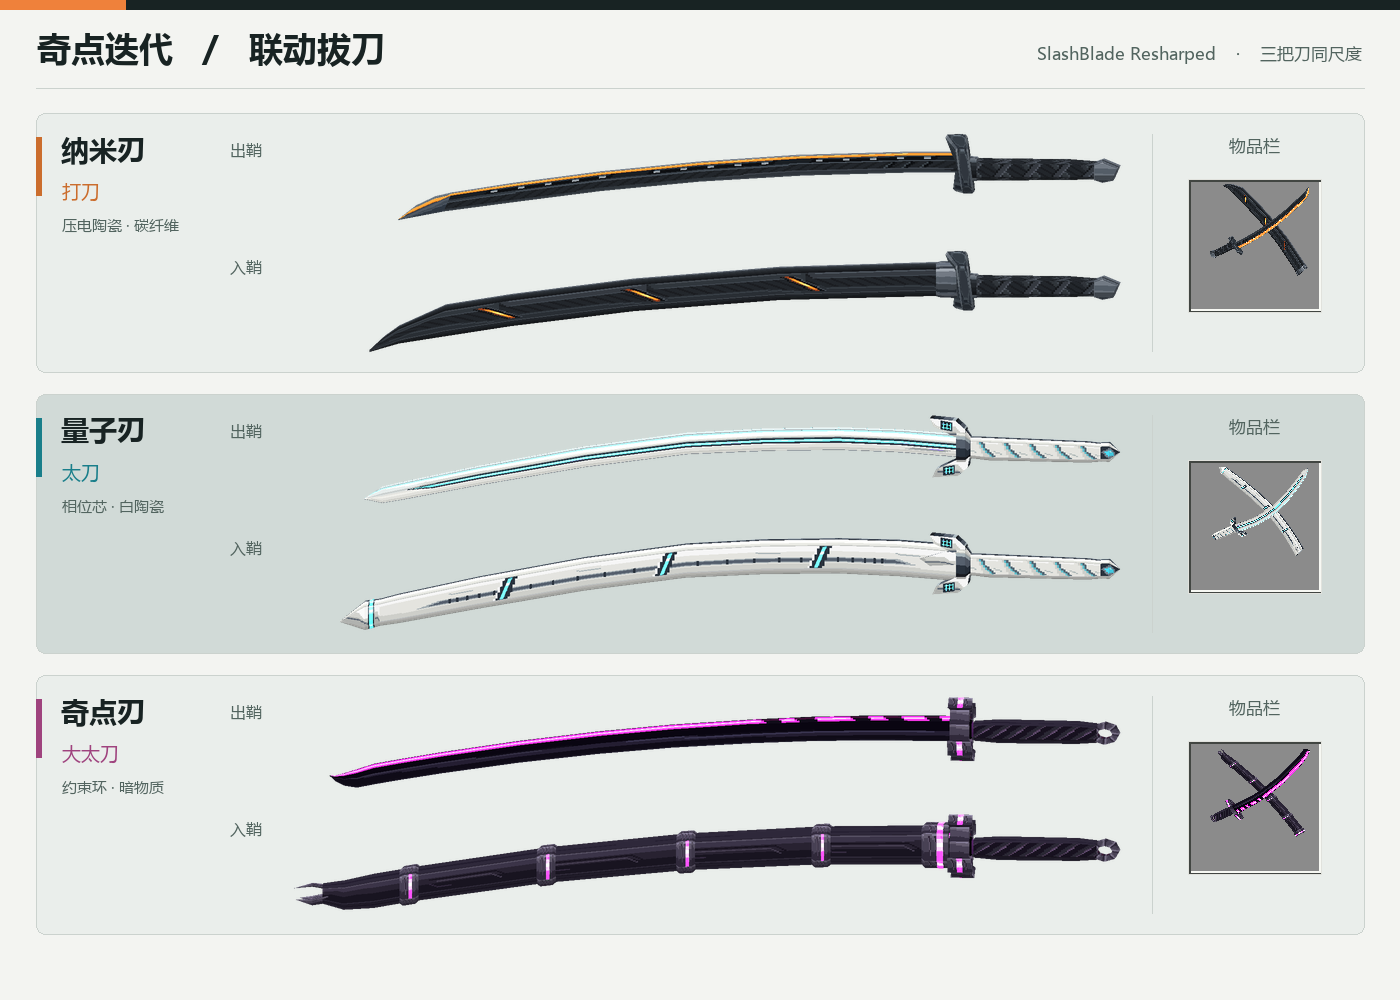 奇点迭代 / 联动拔刀
SlashBlade Resharped · 三把刀同尺度
纳米刃
打刀
压电陶瓷 · 碳纤维
出鞘
入鞘
物品栏
量子刃
太刀
相位芯 · 白陶瓷
出鞘
入鞘
物品栏
奇点刃
大太刀
约束环 · 暗物质
出鞘
入鞘
物品栏